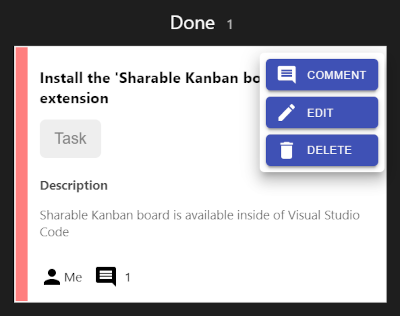 Done 1
Install the 'Sharable Kanban bo
extension
COMMENT
EDIT
DELETE
Task
Description
Sharable Kanban board is available inside of Visual Studio
Code
Me 1